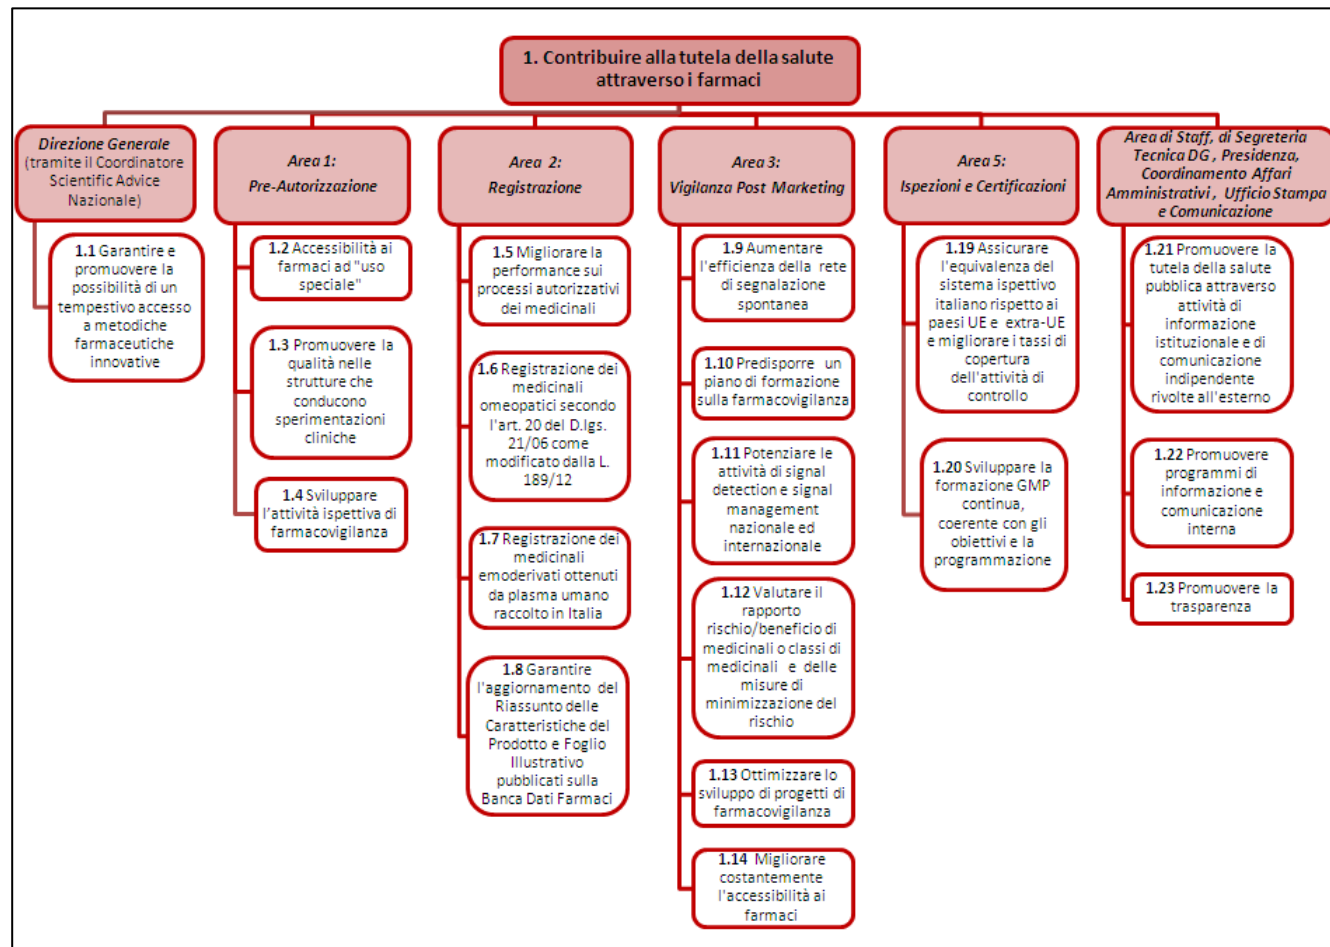 1. Contribuire alla tutela della salute
attraverso i farmaci
Direzione Generale
(tramite il Coordinatore
Scientific Advice
Nazionale)
1.1 Garantire e
promuovere la
possibilità di un
tempestivo accesso
a metodiche
farmaceutiche
innovative
Area 1:
Pre-Autorizzazione
1.2 Accessibilità ai
farmaci ad "uso
speciale"
1.3 Promuovere la
qualità nelle
strutture che
conducono
sperimentazioni
cliniche
1.4 Sviluppare
l'attività ispettiva di
farmacovigilanza
Area 2:
Registrazione
1.5 Migliorare la
performance sui
processi autorizzativi
dei medicinali
1.6 Registrazione dei
medicinali
omeopatici secondo
l'art. 20 del D.lgs.
21/06 come
modificato dalla L.
189/12
1.7 Registrazione dei
medicinali
emoderivati ottenuti
da plasma umano
raccolto in Italia
1.8 Garantire
l'aggiornamento del
Riassunto delle
Caratteristiche del
Prodotto e Foglio
Illustrativo
pubblicati sulla
Banca Dati Farmaci
Area 3:
Vigilanza Post Marketing
1.9 Aumentare
l'efficienza della rete
di segnalazione
spontanea
1.10 Predisporre un
piano di formazione
sulla farmacovigilanza
1.11 Potenziare le
attività di signal
detection e signal
management
nazionale ed
internazionale
1.12 Valutare il
rapporto
rischio/beneficio di
medicinali o classi di
medicinali e delle
misure di
minimizzazione del
rischio
1.13 Ottimizzare lo
sviluppo di progetti di
farmacovigilanza
1.14 Migliorare
costantemente
l'accessibilità ai
farmaci
Area 5:
Ispezioni e Certificazioni
1.19 Assicurare
l'equivalenza del
sistema ispettivo
italiano rispetto ai
paesi UE e extra-UE
e migliorare i tassi di
copertura
dell'attività di
controllo
1.20 Sviluppare la
formazione GMP
continua,
coerente con gli
obiettivi e la
programmazione
Area di Staff, di Segreteria
Tecnica DG , Presidenza,
Coordinamento Affari
Amministrativi , Ufficio Stampa
e Comunicazione
1.21 Promuovere la
tutela della salute
pubblica attraverso
attività di
informazione
istituzionale e di
comunicazione
indipendente
rivolte all'esterno
1.22 Promuovere
programmi di
informazione e
comunicazione
interna
1.23 Promuovere la
trasparenza